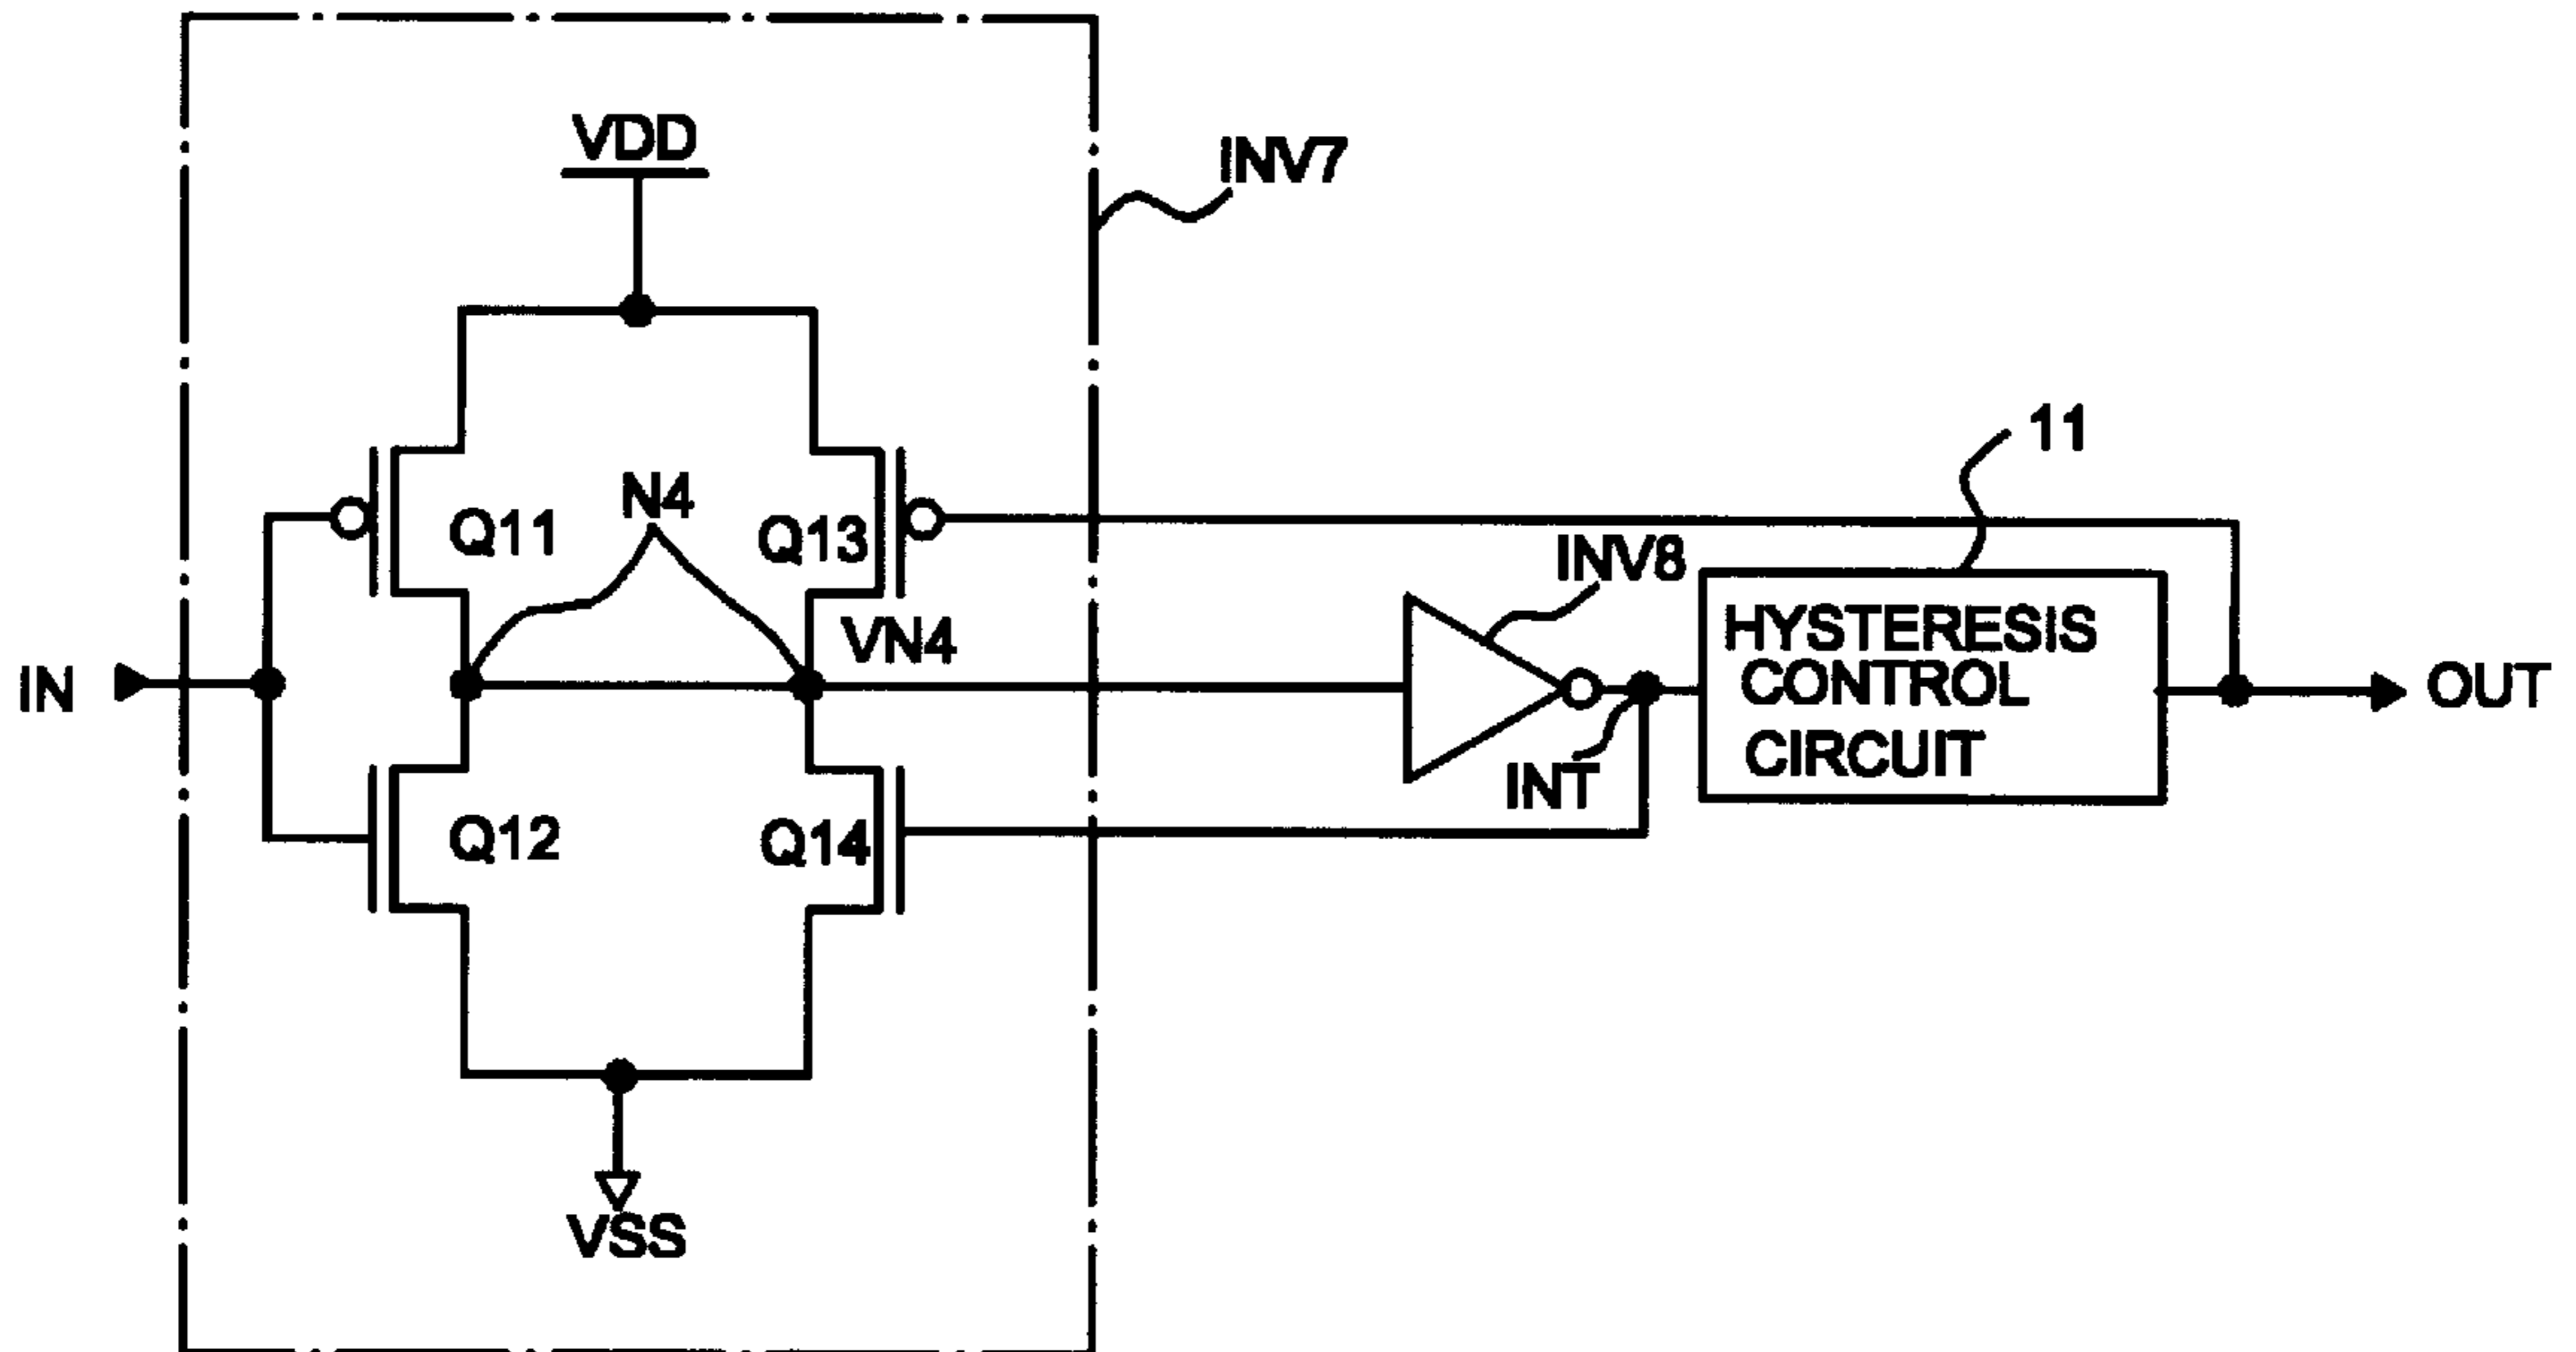 VDD
INV7
11
N4
Q11
Q13
INV8
VN4
HYSTERESIS
CONTROL
CIRCUIT
IN
OUT
INT
Q12
Q14
VSS